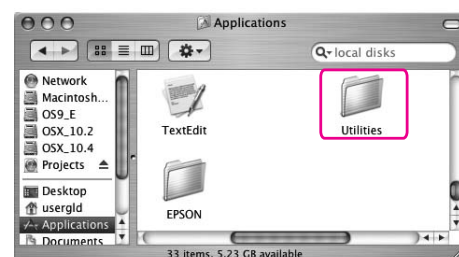 Applications
local disks
Network
Macintosh...
OS9_E
OSX_10.2
OSX_10.4
Projects
Desktop
usergld
Applications
Documents
TextEdit
Utilities
EPSON
33 items, 5.23 GB available